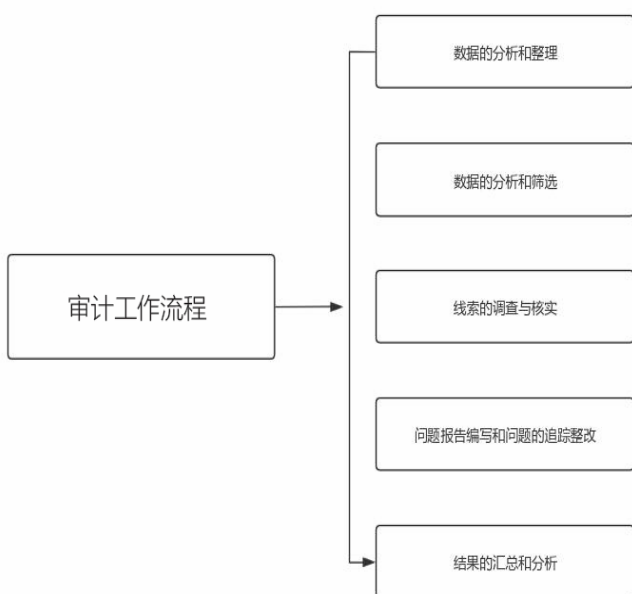 审计工作流程
数据的分析和整理
数据的分析和筛选
线索的调查与核实
问题报告编写和问题的追踪整改
结果的汇总和分析